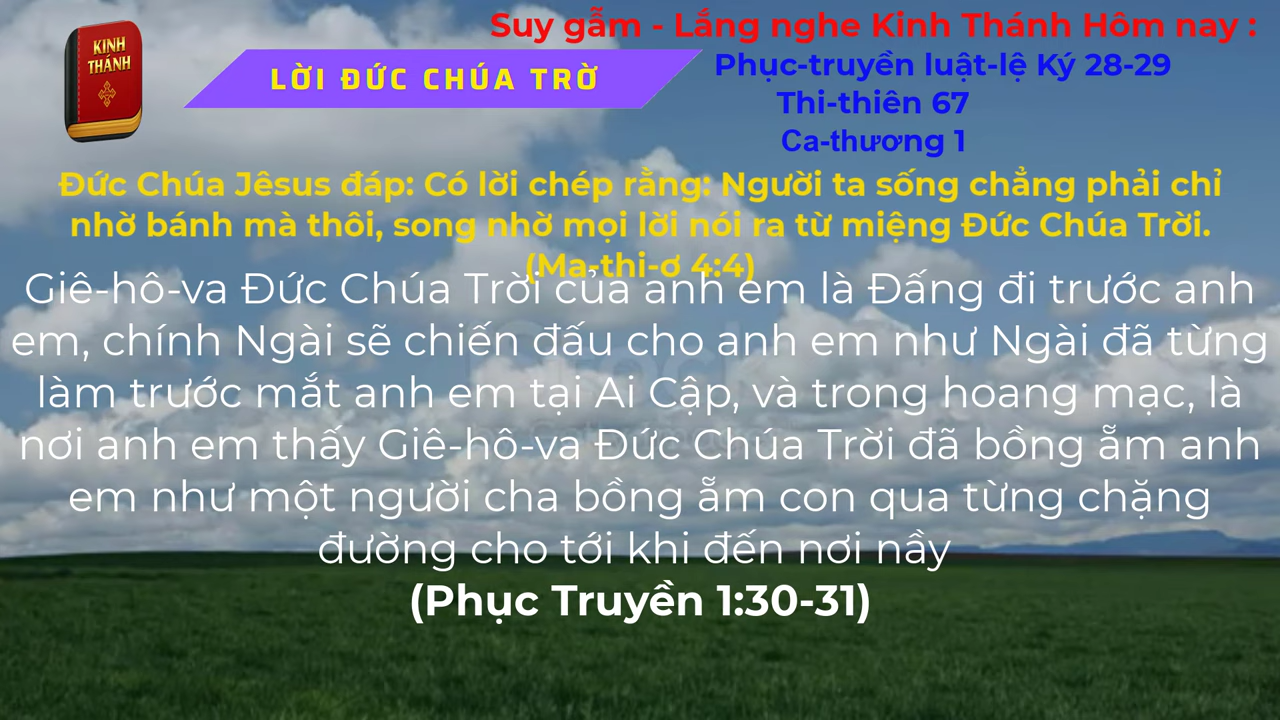 Suy gẫm - Lắng nghe Kinh Thánh Hôm nay :
KINH
THÁNH
LỜI ĐỨC CHÚA TRỜ
Phục-truyền luật-lệ Ký 28-29
Thi-thiên 67
Ca-thương 1
Đức Chúa Jêsus đáp: Có lời chép rằng: Người ta sống chẳng phải chỉ
nhờ bánh mà thôi, song nhờ mọi lời nói ra từ miệng Đức Chúa Trời.
(Ma-thi-ơ 4:4)
Giê-hô-va Đức Chúa Trời của anh em là Đấng đi trước anh
em, chính Ngài sẽ chiến đấu cho anh em như Ngài đã từng
làm trước mắt anh em tại Ai Cập, và trong hoang mạc, là
nơi anh em thấy Giê-hô-va Đức Chúa Trời đã bồng ẵm anh
em như một người cha bồng ẵm con qua từng chặng
đường cho tới khi đến nơi nầy
(Phục Truyền 1:30-31)